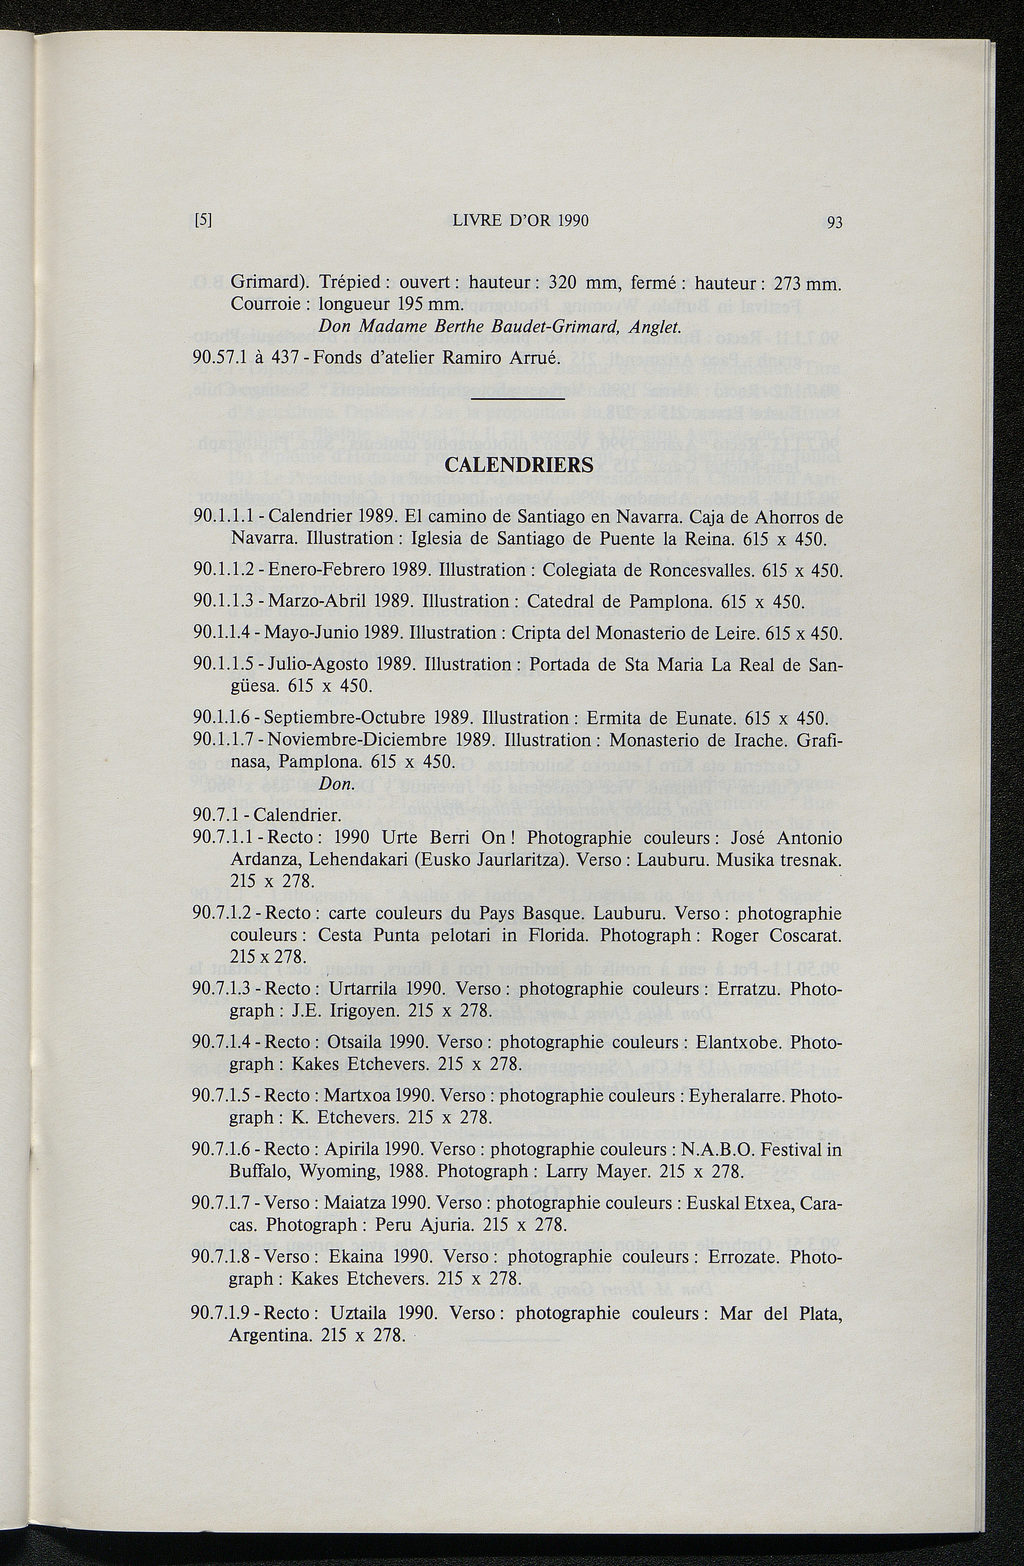 [5] LIVRE D'OR 1990 93
Grimard). Trépied : ouvert : hauteur : 320 mm, fermé : hauteur : 273 mm.
Courroie : longueur 195 mm.
Don Madame Berthe Baudet-Grimard, Anglet.
90.57.1 à 437 - Fonds d'atelier Ramiro Arrué.
CALENDRIERS
90.1.1.1 - Calendrier 1989. El camino de Santiago en Navarra. Caja de Ahorros de
Navarra. Illustration : Iglesia de Santiago de Puente la Reina. 615 x 450.
90.1.1.2 - Enero-Febrero 1989. Illustration : Colegiata de Roncesvalles. 615 x 450.
90.1.1.3 - Marzo-Abril 1989. Illustration : Catedral de Pamplona. 615 x 450.
90.1.1.4 - Mayo-Junio 1989. Illustration : Cripta del Monasterio de Leire. 615 x 450.
90.1.1.5 - Julio-Agosto 1989. Illustration : Portada de Sta Maria La Real de San-
güesa. 615 x 450.
90.1.1.6 - Septiembre-Octubre 1989. Illustration : Ermita de Eunate. 615 x 450.
90.1.1.7 - Noviembre-Diciembre 1989. Illustration : Monasterio de Irache. Grafi-
nasa, Pamplona. 615 x 450.
Don.
90.7.1 - Calendrier.
90.7.1.1 - Recto : 1990 Urte Berri On ! Photographie couleurs : José Antonio
Ardanza, Lehendakari (Eusko Jaurlaritza). Verso : Lauburu. Musika tresnak.
215 x 278.
90.7.1.2 - Recto : carte couleurs du Pays Basque. Lauburu. Verso : photographie
couleurs : Cesta Punta pelotari in Florida. Photograph : Roger Coscarat.
215 x 278.
90.7.1.3 - Recto : Urtarrila 1990. Verso : photographie couleurs : Erratzu. Photo-
graph : J.E. Irigoyen. 215 x 278.
90.7.1.4 - Recto : Otsaila 1990. Verso : photographie couleurs : Elantxobe. Photo-
graph : Kakes Etchevers. 215 x 278.
90.7.1.5 - Recto : Martxoa 1990. Verso : photographie couleurs : Eyheralarre. Photo-
graph : K. Etchevers. 215 x 278.
90.7.1.6 - Recto : Apirila 1990. Verso : photographie couleurs : N.A.B.O. Festival in
Buffalo, Wyoming, 1988. Photograph : Larry Mayer. 215 x 278.
90.7.1.7 - Verso : Maiatza 1990. Verso : photographie couleurs : Euskal Etxea, Cara-
cas. Photograph : Peru Ajuria. 215 x 278.
90.7.1.8 - Verso : Ekaina 1990. Verso : photographie couleurs : Errozate. Photo-
graph : Kakes Etchevers. 215 x 278.
90.7.1.9 - Recto : Uztaila 1990. Verso : photographie couleurs : Mar del Plata,
Argentina. 215 x 278.